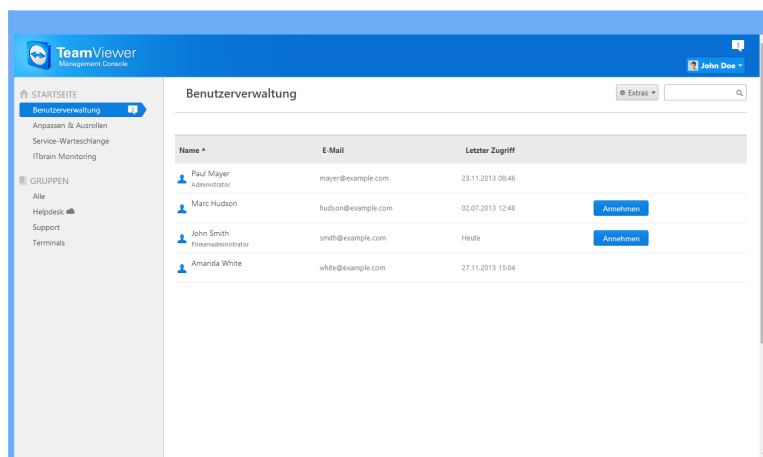 TeamViewer
Management Console
John Doe
STARTSEITE
Benutzerverwaltung
Anpassen & Ausrollen
Service-Warteschlange
ITbrain Monitoring
GRUPPEN
Alle
Helpdesk
Support
Terminals
Benutzerverwaltung
Extras
Name E-Mail Letzter Zugriff
Paul Mayer mayer@example.com 23.11.2013 08:46
Administrator
Marc Hudson hudson@example.com 02.07.2013 12:48 Annehmen
John Smith smith@example.com Heute Annehmen
Firmenadministrator
Amanda White white@example.com 27.11.2013 15:04